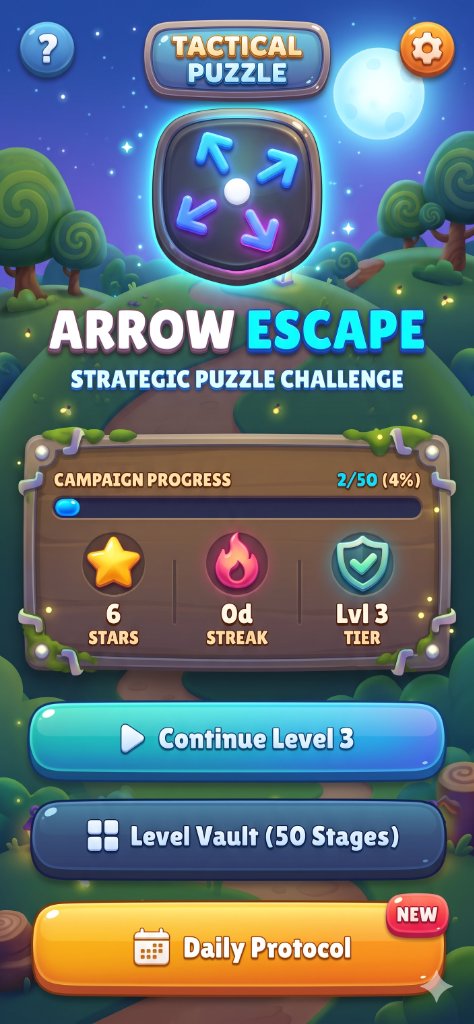 ?
TACTICAL
PUZZLE
ARROW ESCAPE
STRATEGIC PUZZLE CHALLENGE
CAMPAIGN PROGRESS 2/50 (4%)
6 0d Lvl 3
STARS STREAK TIER
Continue Level 3
Level Vault (50 Stages)
NEW
Daily Protocol